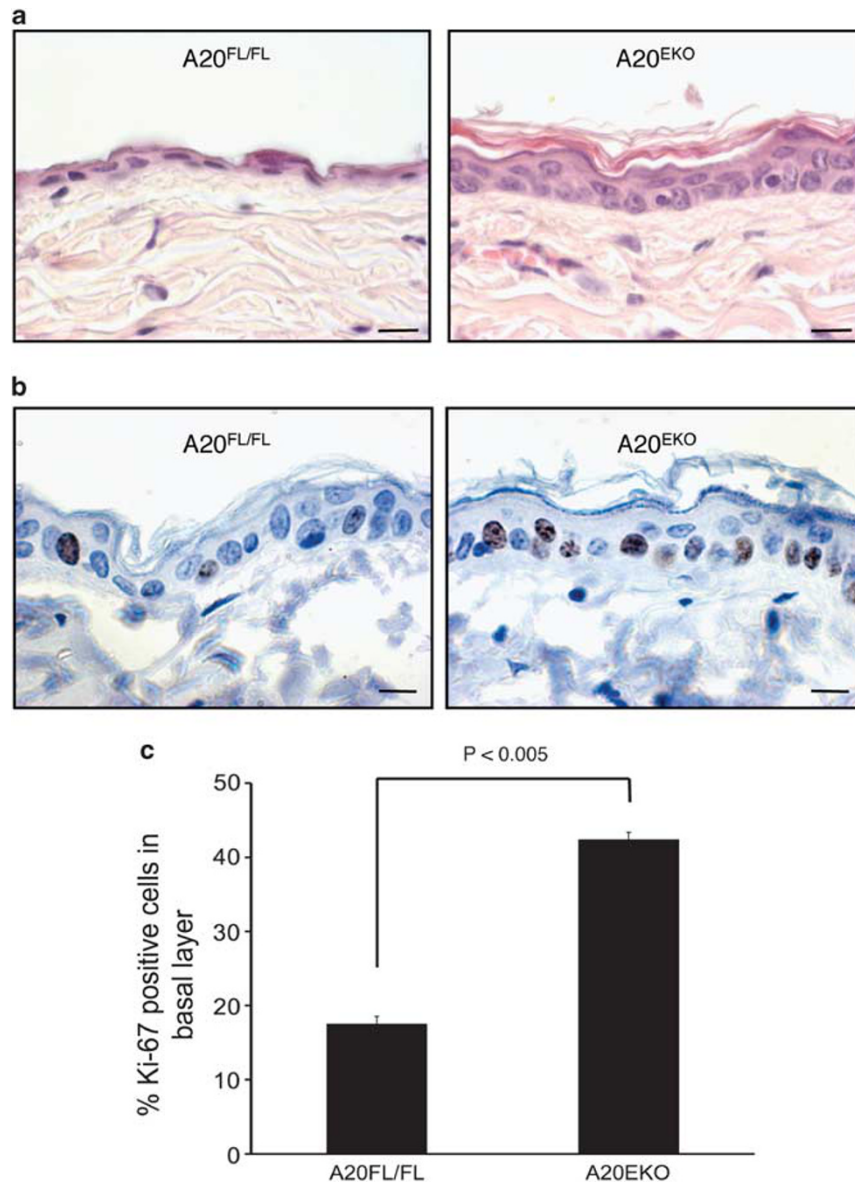 a
A20FL/FL
A20EKO
b
A20FL/FL
A20EKO
c
P < 0.005
% Ki-67 positive cells in
basal layer
50
40
30
20
10
0
A20FL/FL
A20EKO